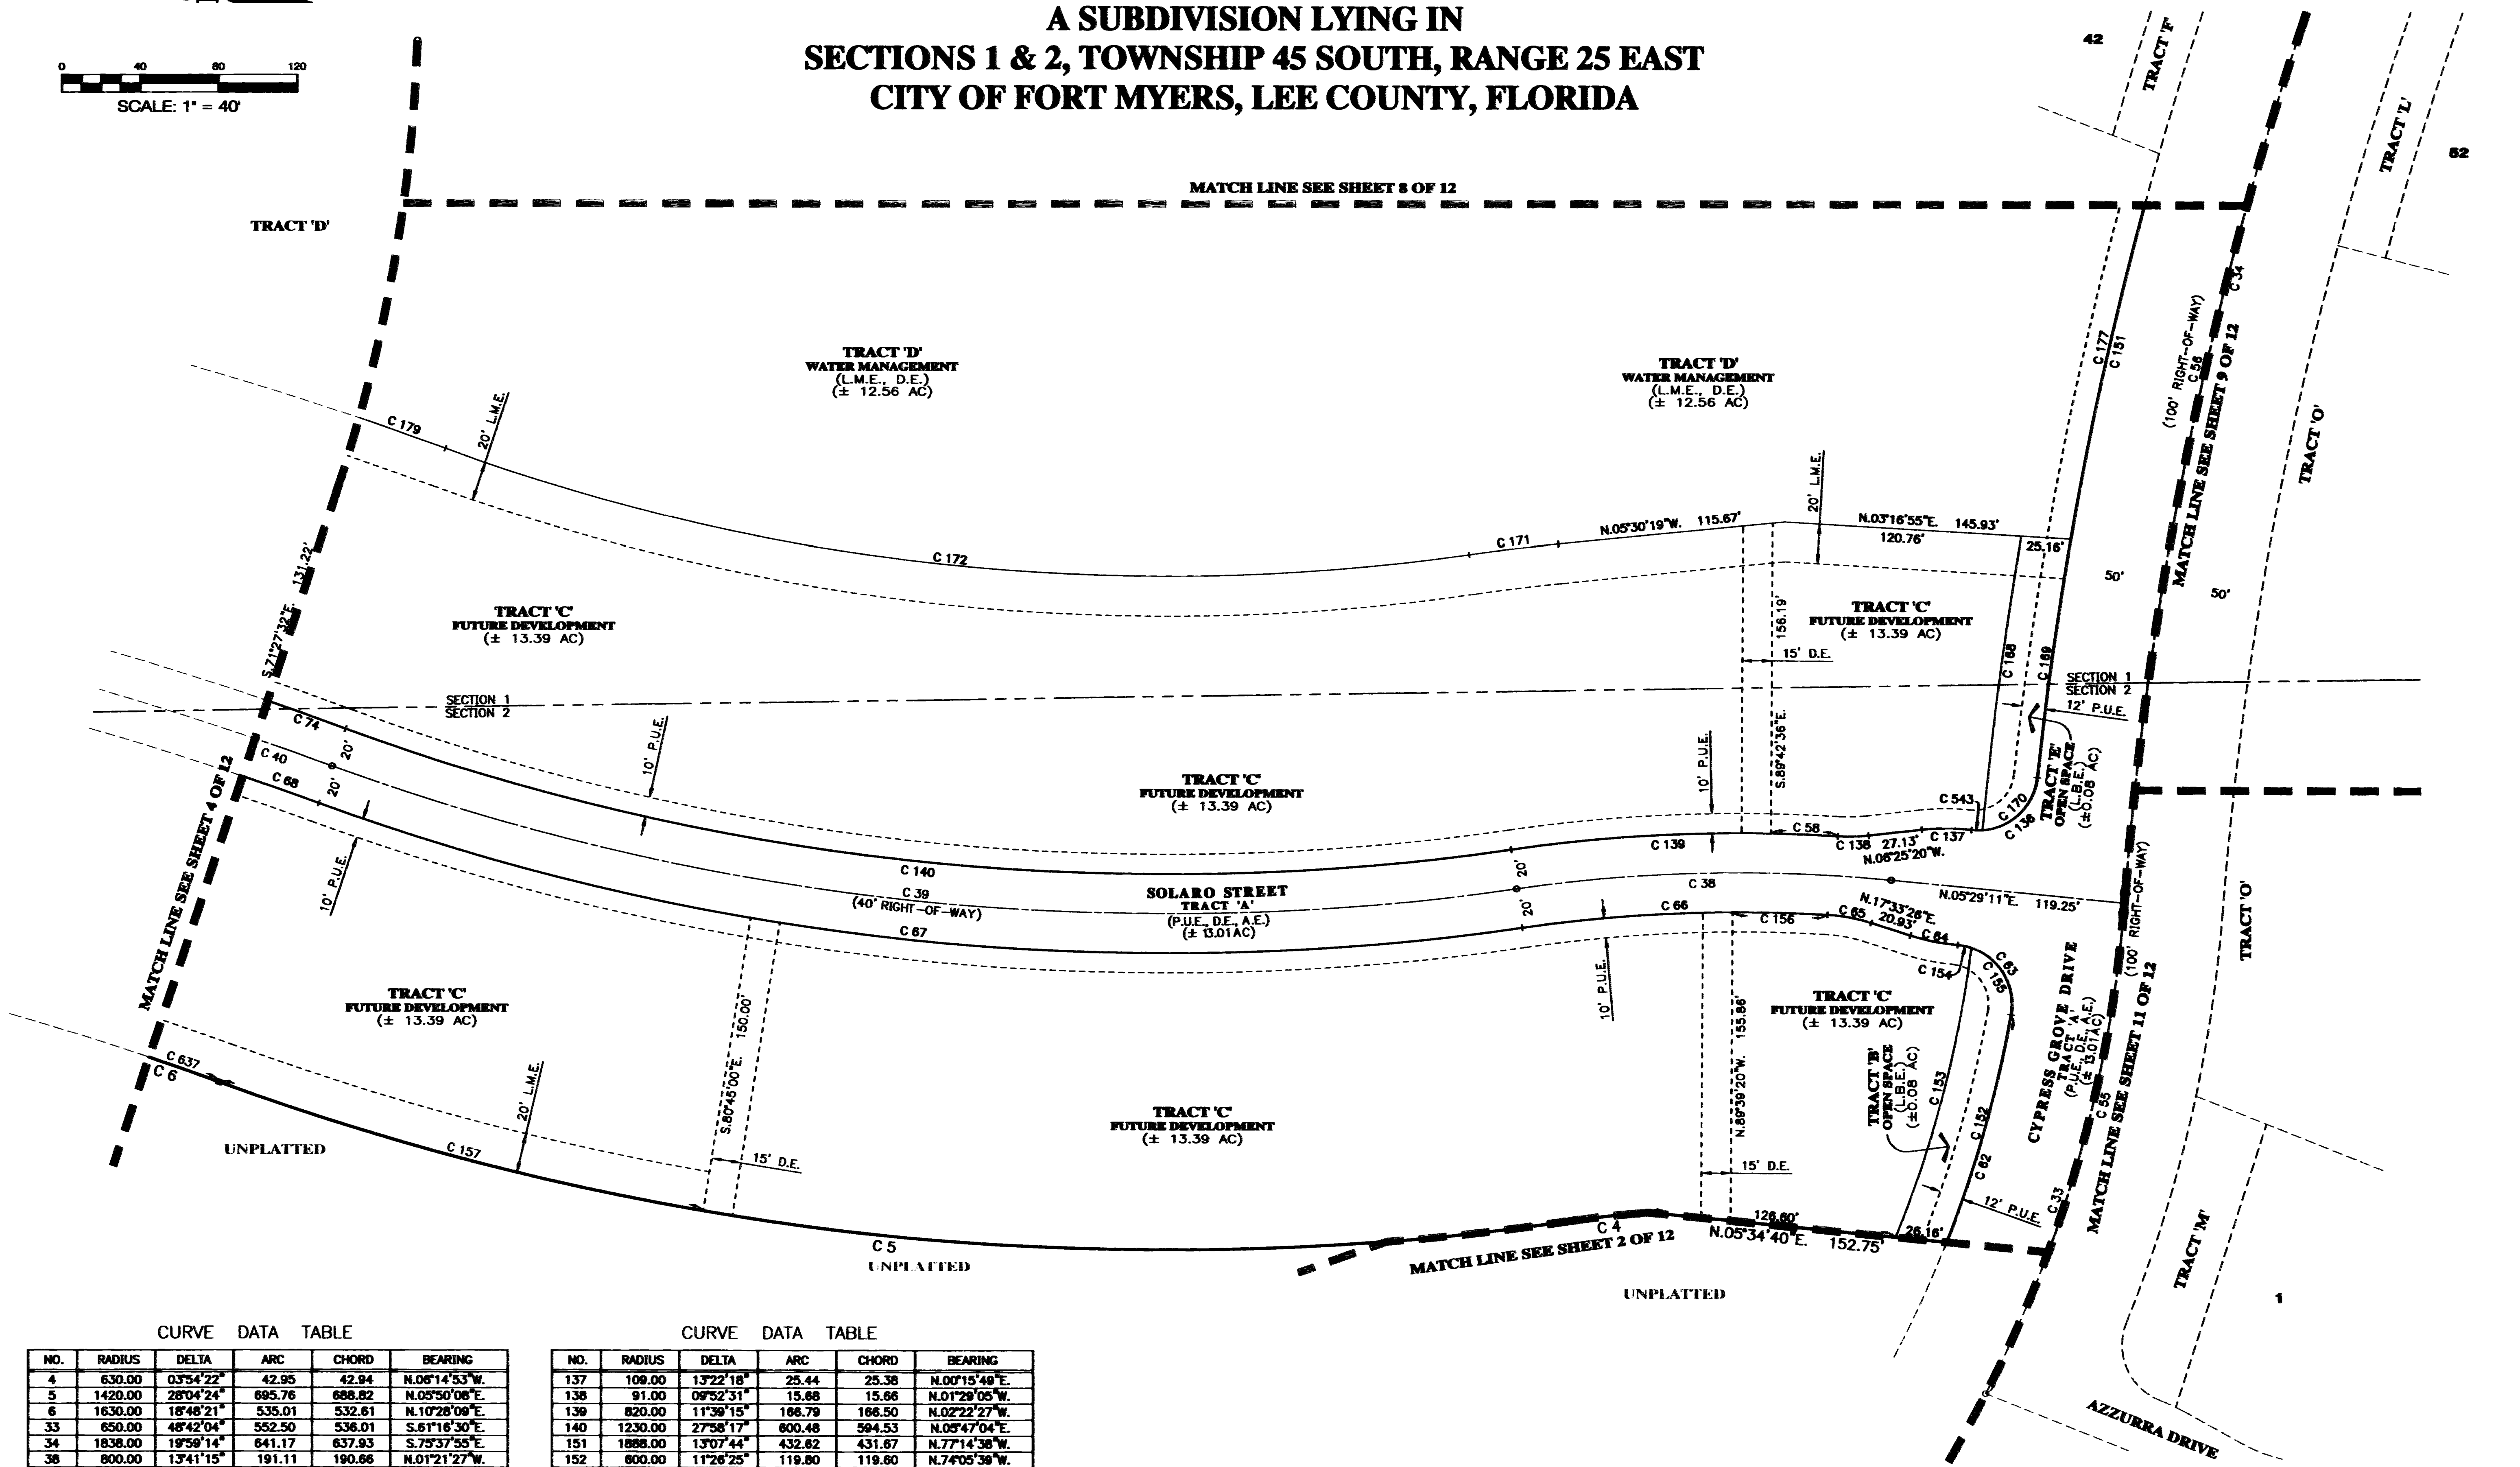 A SUBDIVISION LYING IN
SECTIONS 1 & 2, TOWNSHIP 45 SOUTH, RANGE 25 EAST
CITY OF FORT MYERS, LEE COUNTY, FLORIDA
0 40 80 120
SCALE: 1" = 40'
42
TRACT 'F'
TRACT 'L'
52
MATCH LINE SEE SHEET 8 OF 12
TRACT 'D'
C 34
(100' RIGHT-OF-WAY)
C 56
MATCH LINE SEE SHEET 9 OF 12
C 177
C 151
TRACT 'O'
TRACT 'D'
WATER MANAGEMENT
(L.M.E., D.E.)
(± 12.56 AC)
TRACT 'D'
WATER MANAGEMENT
(L.M.E., D.E.)
(± 12.56 AC)
C 179
20' L.M.E.
20' L.M.E.
C 172
C 171
N.05°30'19"W. 115.67'
N.03°16'55"E. 145.93'
120.76'
25.16'
50'
50'
S.71°27'32"E. 131.22'
TRACT 'C'
FUTURE DEVELOPMENT
(± 13.39 AC)
156.19'
S.89°42'36"E.
15' D.E.
TRACT 'C'
FUTURE DEVELOPMENT
(± 13.39 AC)
C 168
C 169
SECTION 1
SECTION 2
SECTION 1
SECTION 2
12' P.U.E.
TRACT 'E'
OPEN SPACE
(L.B.E.)
(±0.08 AC)
C 74
C 40
C 68
20'
20'
10' P.U.E.
10' P.U.E.
10' P.U.E.
MATCH LINE SEE SHEET 4 OF 12
TRACT 'C'
FUTURE DEVELOPMENT
(± 13.39 AC)
C 543
C 170
C 136
C 58
C 137
C 138 27.13'
N.06°25'20"W.
C 139
C 140
C 39
(40' RIGHT-OF-WAY)
SOLARO STREET
TRACT 'A'
(P.U.E., D.E., A.E.)
(± 13.01 AC)
20'
20'
C 38
N.05°29'11"E. 119.25'
N.17°33'26"E.
20.93'
C 67
C 66
C 156
C 65
C 64
C 63
C 154
C 155
10' P.U.E.
(100' RIGHT-OF-WAY)
TRACT 'O'
TRACT 'C'
FUTURE DEVELOPMENT
(± 13.39 AC)
S.80°45'00"E. 150.00'
N.89°39'20"W. 155.86'
TRACT 'C'
FUTURE DEVELOPMENT
(± 13.39 AC)
TRACT 'B'
OPEN SPACE
(L.B.E.)
(±0.08 AC)
C 153
C 152
C 62
CYPRESS GROVE DRIVE
TRACT 'A'
(P.U.E., D.E., A.E.)
(± 13.01 AC)
C 55
MATCH LINE SEE SHEET 11 OF 12
C 637
C 6
UNPLATTED
C 157
20' L.M.E.
15' D.E.
TRACT 'C'
FUTURE DEVELOPMENT
(± 13.39 AC)
15' D.E.
12' P.U.E.
C 33
C 5
UNPLATTED
C 4
MATCH LINE SEE SHEET 2 OF 12
126.60'
26.16'
N.05°34'40"E. 152.75'
UNPLATTED
TRACT 'M'
1
AZZURRA DRIVE
CURVE DATA TABLE
NO. RADIUS DELTA ARC CHORD BEARING
4 630.00 03°54'22" 42.95 42.94 N.06°14'53"W.
5 1420.00 28°04'24" 695.76 688.82 N.05°50'08"E.
6 1630.00 18°48'21" 535.01 532.61 N.10°28'09"E.
33 650.00 48°42'04" 552.50 536.01 S.61°16'30"E.
34 1838.00 19°59'14" 641.17 637.93 S.75°37'55"E.
38 800.00 13°41'15" 191.11 190.66 N.01°21'27"W.
CURVE DATA TABLE
NO. RADIUS DELTA ARC CHORD BEARING
137 109.00 13°22'18" 25.44 25.38 N.00°15'49"E.
138 91.00 09°52'31" 15.68 15.66 N.01°29'05"W.
139 820.00 11°39'15" 166.79 166.50 N.02°22'27"W.
140 1230.00 27°58'17" 600.48 594.53 N.05°47'04"E.
151 1888.00 13°07'44" 432.62 431.67 N.77°14'38"W.
152 600.00 11°26'25" 119.80 119.60 N.74°05'39"W.